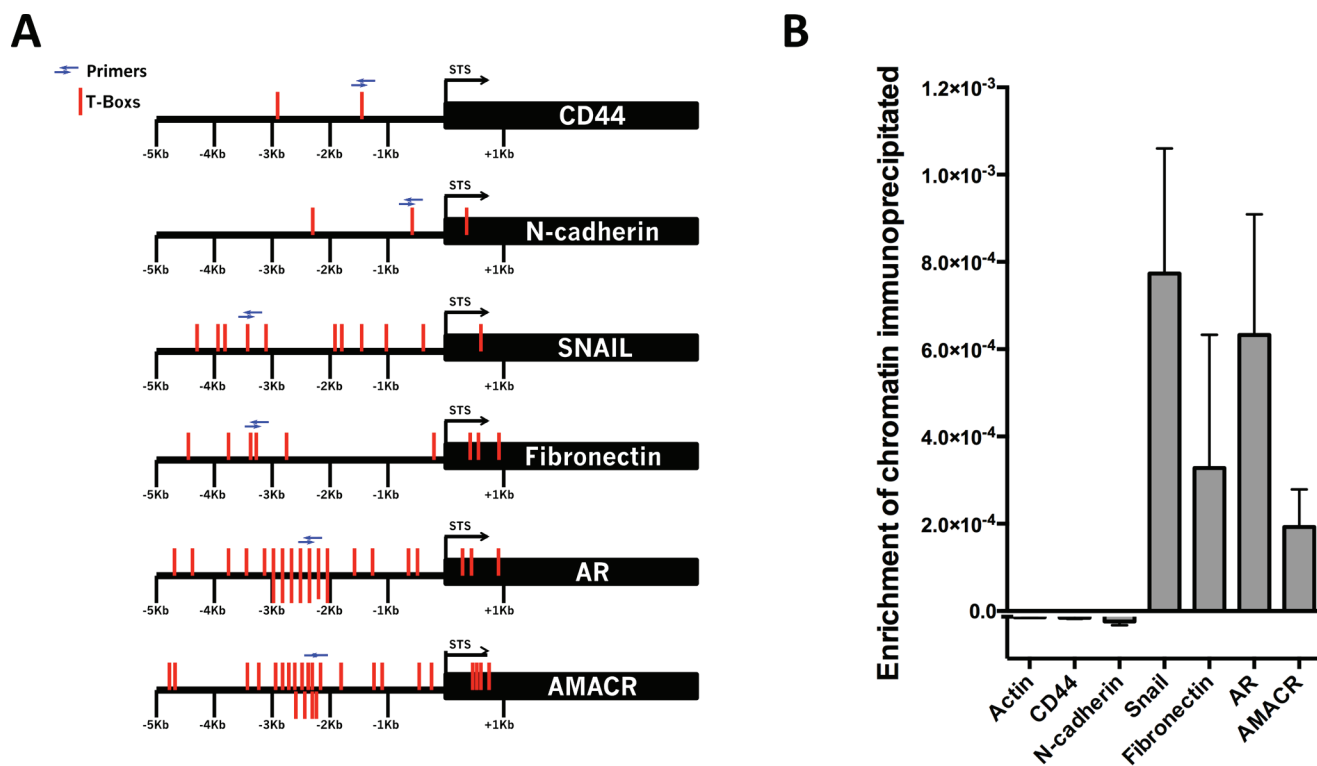 A
Primers
T-Boxs
STS
CD44
-5Kb -4Kb -3Kb -2Kb -1Kb +1Kb
STS
N-cadherin
-5Kb -4Kb -3Kb -2Kb -1Kb +1Kb
STS
SNAIL
-5Kb -4Kb -3Kb -2Kb -1Kb +1Kb
STS
Fibronectin
-5Kb -4Kb -3Kb -2Kb -1Kb +1Kb
STS
AR
-5Kb -4Kb -3Kb -2Kb -1Kb +1Kb
STS
AMACR
-5Kb -4Kb -3Kb -2Kb -1Kb +1Kb
B
Enrichment of chromatin immunoprecipitated
1.2×10⁻³
1.0×10⁻³
8.0×10⁻⁴
6.0×10⁻⁴
4.0×10⁻⁴
2.0×10⁻⁴
0.0
Actin
CD44
N-cadherin
Snail
Fibronectin
AR
AMACR